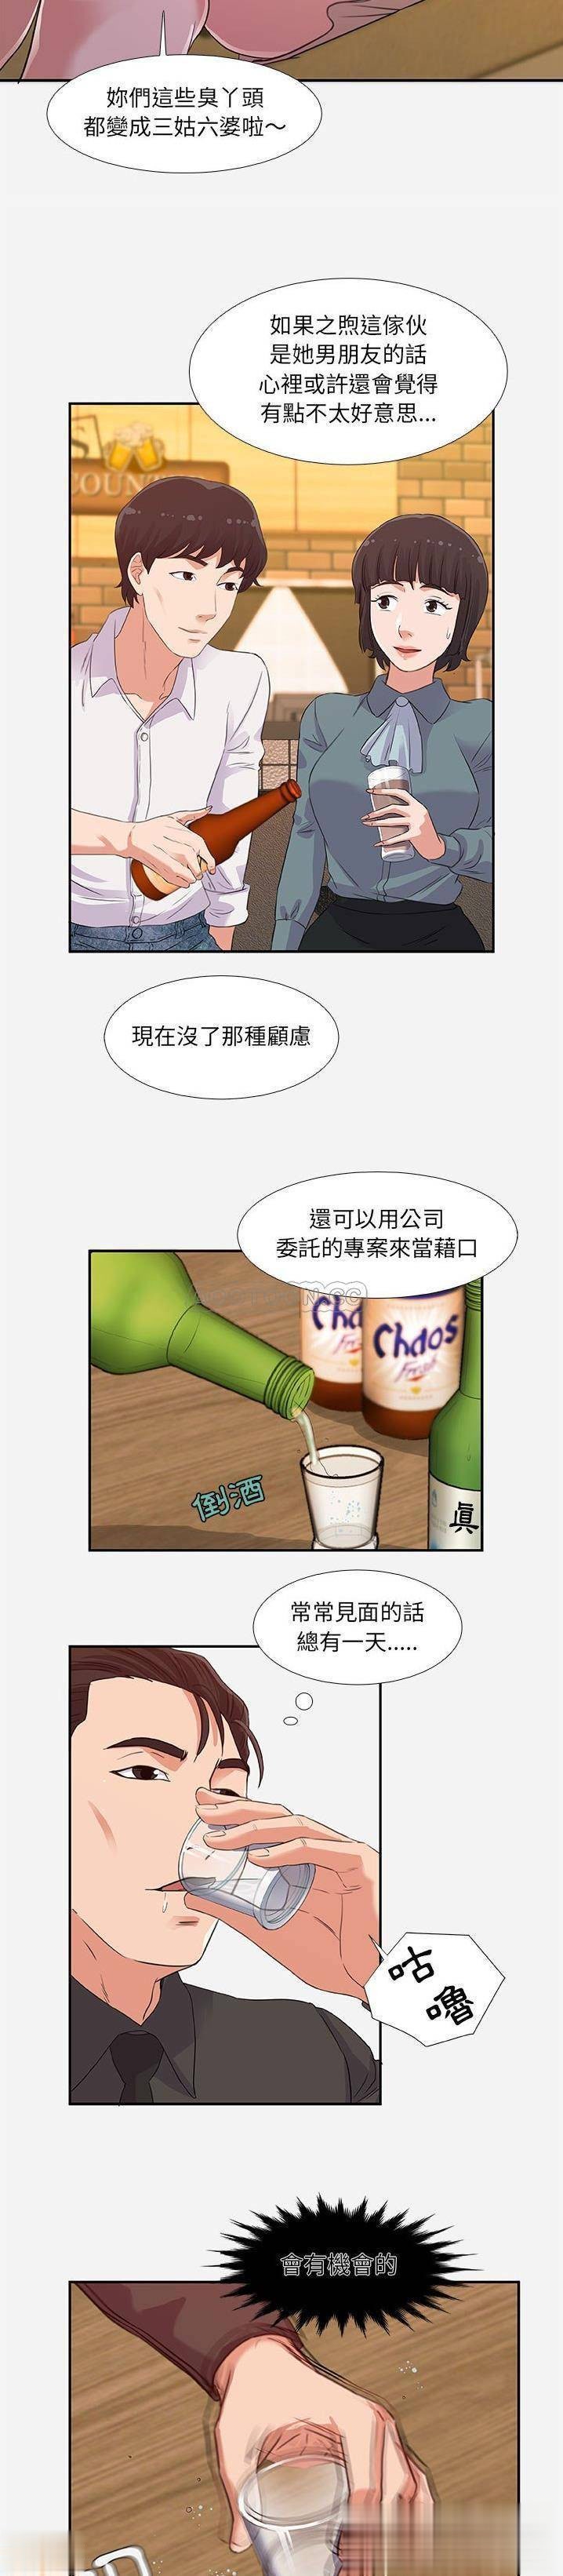 妳們這些臭丫頭
都變成三姑六婆啦～
如果之煦這傢伙
是她男朋友的話
心裡或許還會覺得
有點不太好意思...
COUN
現在沒了那種顧慮
還可以用公司
委託的專案來當藉口
Cha
Chaos
Fresh
倒酒
眞
常常見面的話
總有一天.....
咕
嚕
會有機會的